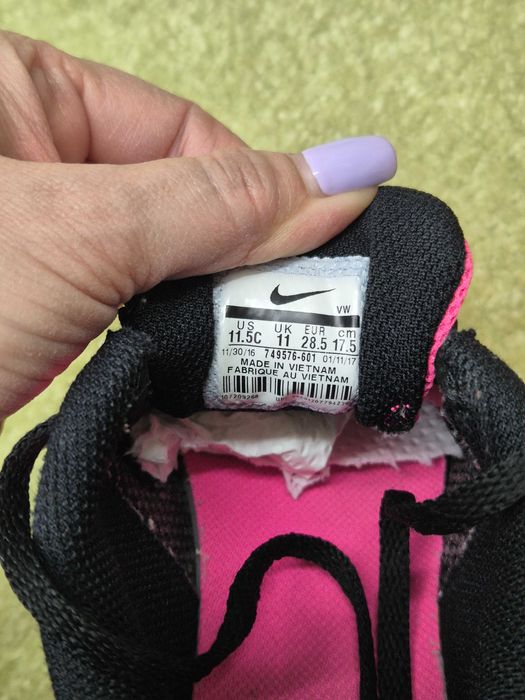 VW
US UK EUR cm
11.5C 11 28.5 17.5
11/30/16 749576-601 01/11/17
MADE IN VIETNAM
FABRIQUE AU VIETNAM